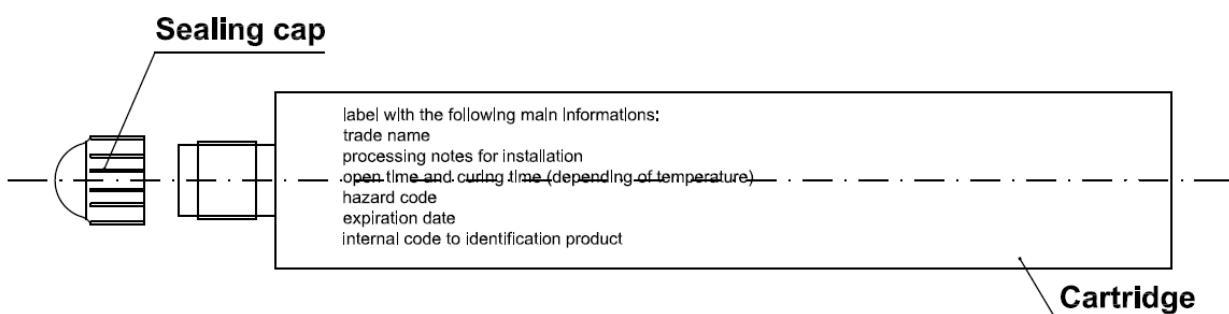 Sealing cap
label with the following main informations:
trade name
processing notes for installation
open time and curing time (depending of temperature)
hazard code
expiration date
internal code to identification product
Cartridge